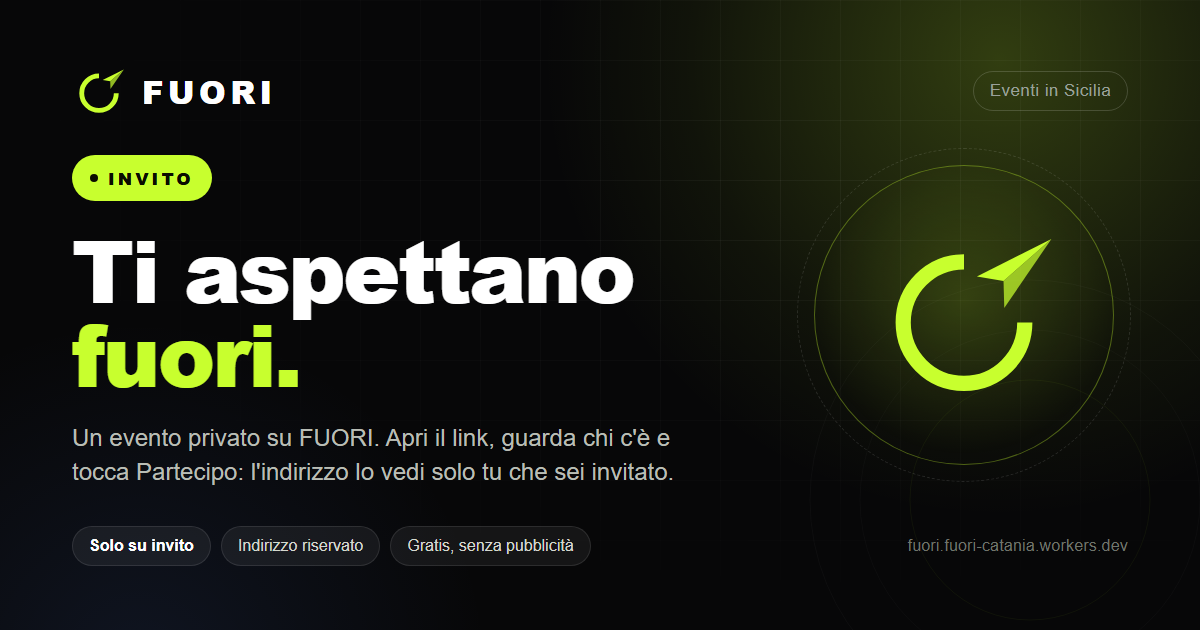 FUORI
Eventi in Sicilia
INVITO
Ti aspettano
fuori.
Un evento privato su FUORI. Apri il link, guarda chi c'è e
tocca Partecipo: l'indirizzo lo vedi solo tu che sei invitato.
Solo su invito
Indirizzo riservato
Gratis, senza pubblicità
fuori.fuori-catania.workers.dev